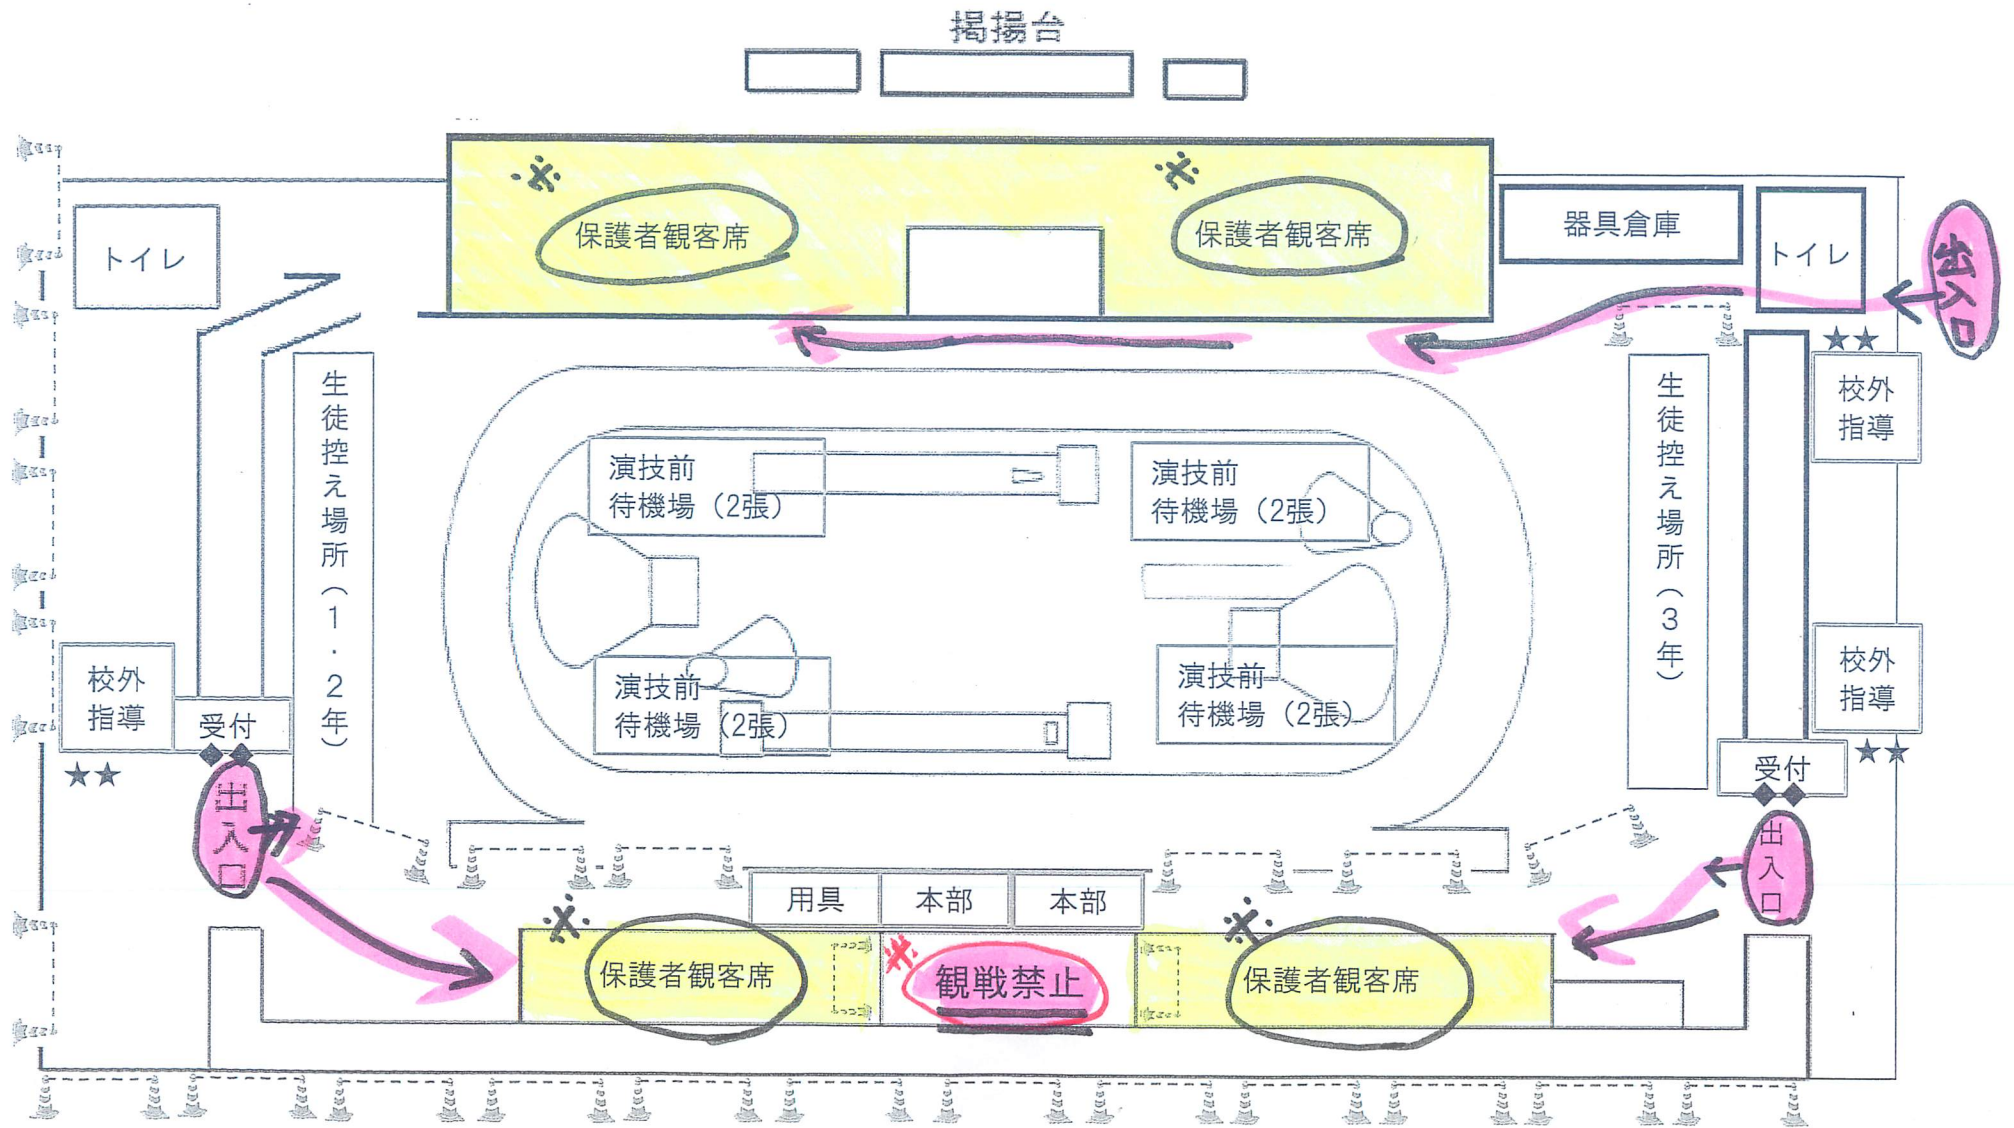 掲揚台
※
※
保護者観客席
保護者観客席
器具倉庫
トイレ
トイレ
出入口
★★
生徒控え場所（１・２年）
生徒控え場所（３年）
校外
指導
演技前
待機場（2張）
演技前
待機場（2張）
演技前
待機場（2張）
演技前
待機場（2張）
校外
指導
受付
◆◆
★★
校外
指導
★★
受付
◆◆
出入口
出入口
用具
本部
本部
※
※
※
保護者観客席
観戦禁止
保護者観客席